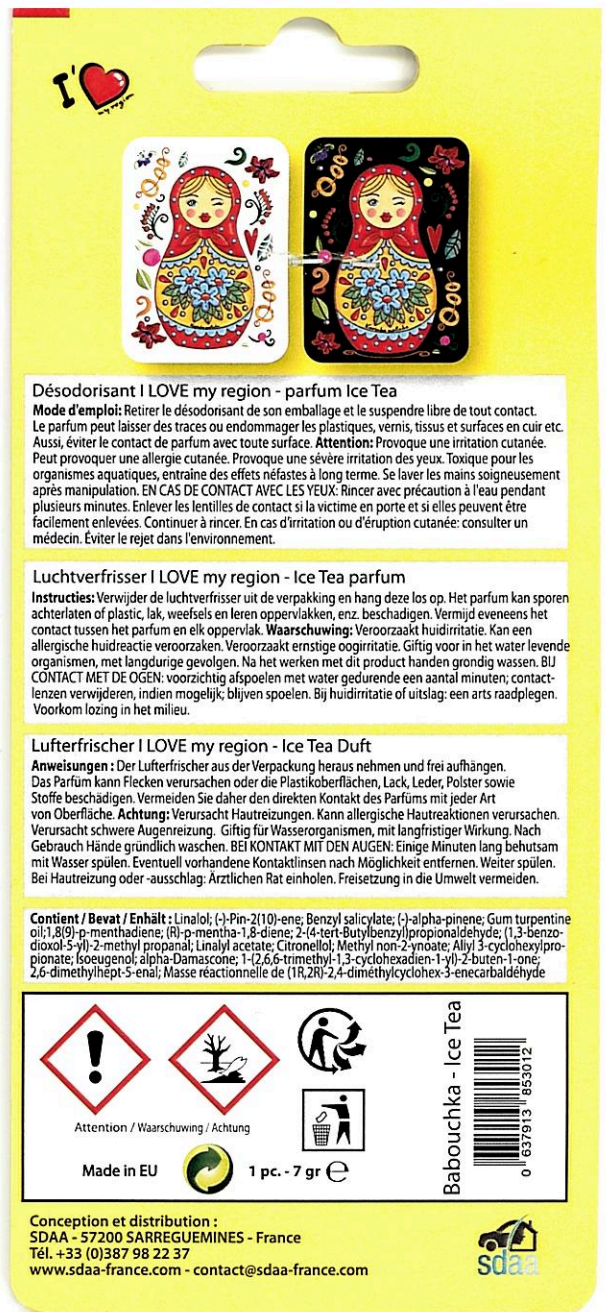 I'
my region
Désodorisant I LOVE my region - parfum Ice Tea
Mode d'emploi: Retirer le désodorisant de son emballage et le suspendre libre de tout contact.
Le parfum peut laisser des traces ou endommager les plastiques, vernis, tissus et surfaces en cuir etc.
Aussi, éviter le contact de parfum avec toute surface. Attention: Provoque une irritation cutanée.
Peut provoquer une allergie cutanée. Provoque une sévère irritation des yeux. Toxique pour les
organismes aquatiques, entraîne des effets néfastes à long terme. Se laver les mains soigneusement
après manipulation. EN CAS DE CONTACT AVEC LES YEUX: Rincer avec précaution à l'eau pendant
plusieurs minutes. Enlever les lentilles de contact si la victime en porte et si elles peuvent être
facilement enlevées. Continuer à rincer. En cas d'irritation ou d'éruption cutanée: consulter un
médecin. Éviter le rejet dans l'environnement.
Luchtverfrisser I LOVE my region - Ice Tea parfum
Instructies: Verwijder de luchtverfrisser uit de verpakking en hang deze los op. Het parfum kan sporen
achterlaten of plastic, lak, weefsels en leren oppervlakken, enz. beschadigen. Vermijd eveneens het
contact tussen het parfum en elk oppervlak. Waarschuwing: Veroorzaakt huidirritatie. Kan een
allergische huidreactie veroorzaken. Veroorzaakt ernstige oogirritatie. Giftig voor in het water levende
organismen, met langdurige gevolgen. Na het werken met dit product handen grondig wassen. BIJ
CONTACT MET DE OGEN: voorzichtig afspoelen met water gedurende een aantal minuten; contact-
lenzen verwijderen, indien mogelijk; blijven spoelen. Bij huidirritatie of uitslag: een arts raadplegen.
Voorkom lozing in het milieu.
Lufterfrischer I LOVE my region - Ice Tea Duft
Anweisungen : Der Lufterfrischer aus der Verpackung heraus nehmen und frei aufhängen.
Das Parfüm kann Flecken verursachen oder die Plastikoberflächen, Lack, Leder, Polster sowie
Stoffe beschädigen. Vermeiden Sie daher den direkten Kontakt des Parfüms mit jeder Art
von Oberfläche. Achtung: Verursacht Hautreizungen. Kann allergische Hautreaktionen verursachen.
Verursacht schwere Augenreizung. Giftig für Wasserorganismen, mit langfristiger Wirkung. Nach
Gebrauch Hände gründlich waschen. BEI KONTAKT MIT DEN AUGEN: Einige Minuten lang behutsam
mit Wasser spülen. Eventuell vorhandene Kontaktlinsen nach Möglichkeit entfernen. Weiter spülen.
Bei Hautreizung oder -ausschlag: Ärztlichen Rat einholen. Freisetzung in die Umwelt vermeiden.
Contient / Bevat / Enhält : Linalol; (-)-Pin-2(10)-ene; Benzyl salicylate; (-)-alpha-pinene; Gum turpentine
oil;1,8(9)-p-menthadiene; (R)-p-mentha-1,8-diene; 2-(4-tert-Butylbenzyl)propionaldehyde; (1,3-benzo-
dioxol-5-yl)-2-methyl propanal; Linalyl acetate; Citronellol; Methyl non-2-ynoate; Allyl 3-cyclohexylpro-
pionate; Isoeugenol; alpha-Damascone; 1-(2,6,6-trimethyl-1,3-cyclohexadien-1-yl)-2-buten-1-one;
2,6-dimethylhept-5-enal; Masse réactionnelle de (1R,2R)-2,4-diméthylcyclohex-3-enecarbaldéhyde
Attention / Waarschuwing / Achtung
Made in EU
1 pc. - 7 gr ℮
Babouchka - Ice Tea
0 637913 853012
Conception et distribution :
SDAA - 57200 SARREGUEMINES - France
Tél. +33 (0)387 98 22 37
www.sdaa-france.com - contact@sdaa-france.com
sdaa